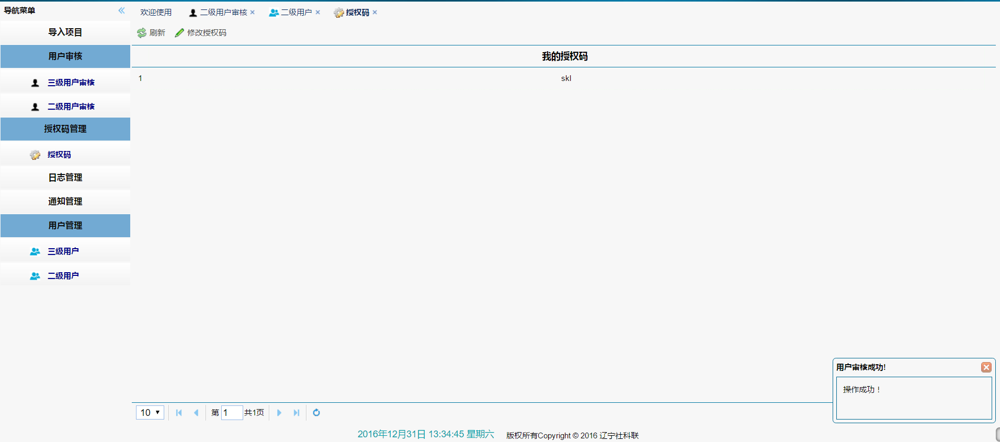 导航菜单
导入项目
用户审核
三级用户审核
二级用户审核
授权码管理
授权码
日志管理
通知管理
用户管理
三级用户
二级用户
欢迎使用 二级用户审核 二级用户 授权码
刷新 修改授权码
我的授权码
1 skl
用户审核成功!
操作成功！
10 第 1 共1页
2016年12月31日 13:34:45 星期六 版权所有Copyright © 2016 辽宁社科联